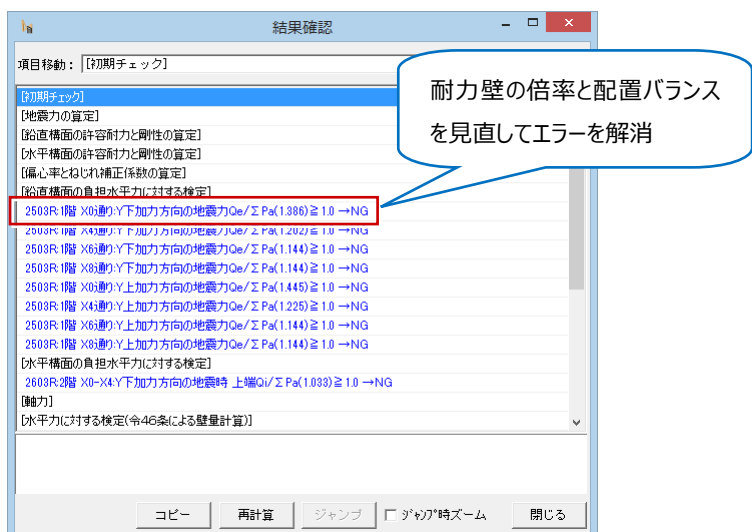 結果確認
項目移動： [初期チェック]
耐力壁の倍率と配置バランス
を見直してエラーを解消
[初期チェック]
[地震力の算定]
[鉛直構面の許容耐力と剛性の算定]
[水平構面の許容耐力と剛性の算定]
[偏心率とねじれ補正係数の算定]
[鉛直構面の負担水平力に対する検定]
2503R:1階 X0通り:Y下加力方向の地震力Qe/ΣPa(1.386)≧1.0 →NG
2503R:1階 X4通り:Y下加力方向の地震力Qe/ΣPa(1.202)≧1.0 →NG
2503R:1階 X6通り:Y下加力方向の地震力Qe/ΣPa(1.144)≧1.0 →NG
2503R:1階 X8通り:Y下加力方向の地震力Qe/ΣPa(1.144)≧1.0 →NG
2503R:1階 X0通り:Y上加力方向の地震力Qe/ΣPa(1.445)≧1.0 →NG
2503R:1階 X4通り:Y上加力方向の地震力Qe/ΣPa(1.225)≧1.0 →NG
2503R:1階 X6通り:Y上加力方向の地震力Qe/ΣPa(1.144)≧1.0 →NG
2503R:1階 X8通り:Y上加力方向の地震力Qe/ΣPa(1.144)≧1.0 →NG
[水平構面の負担水平力に対する検定]
2603R:2階 X0-X4:Y下加力方向の地震時 上端Qi/ΣPa(1.033)≧1.0 →NG
[軸力]
[水平力に対する検定(令46条による壁量計算)]
コピー 再計算 ジャンプ ジャンプ時ズーム 閉じる